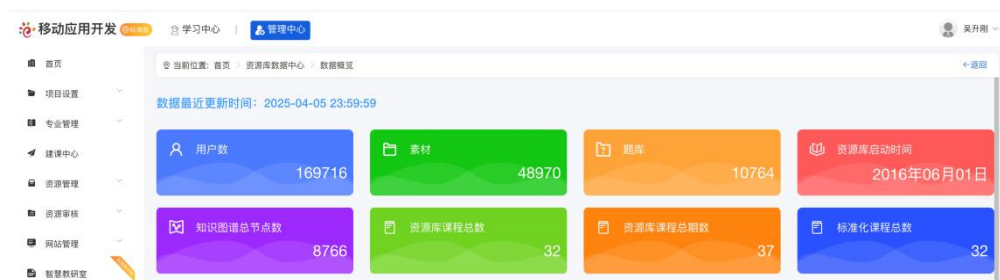 移动应用开发
学习中心 | 管理中心
吴升刚
首页
项目设置
专业管理
建课中心
资源管理
资源审核
网站管理
智慧教研室
当前位置: 首页 > 资源库数据中心 > 数据概览
←返回
数据最近更新时间：2025-04-05 23:59:59
用户数
169716
素材
48970
题库
10764
资源库启动时间
2016年06月01日
知识图谱总节点数
8766
资源库课程总数
32
资源库课程总期数
37
标准化课程总数
32